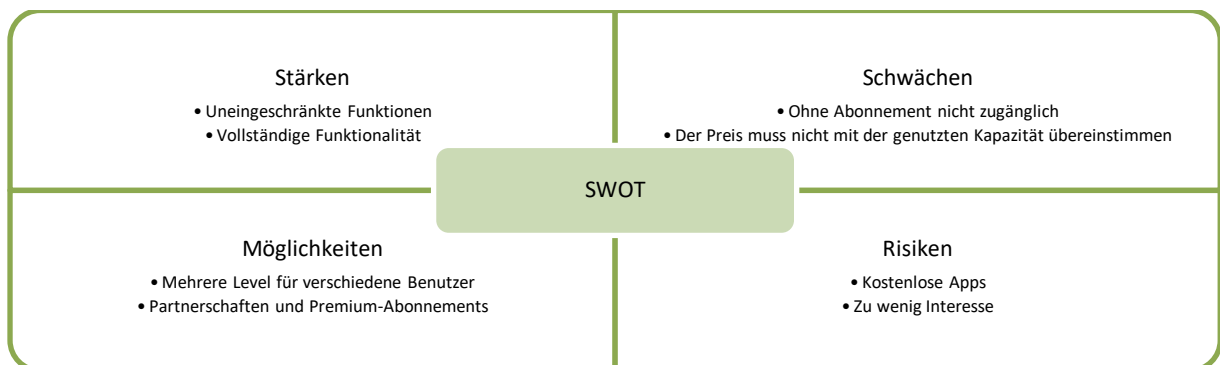 Stärken
• Uneingeschränkte Funktionen
• Vollständige Funktionalität
Schwächen
• Ohne Abonnement nicht zugänglich
• Der Preis muss nicht mit der genutzten Kapazität übereinstimmen
SWOT
Möglichkeiten
• Mehrere Level für verschiedene Benutzer
• Partnerschaften und Premium-Abonnements
Risiken
• Kostenlose Apps
• Zu wenig Interesse